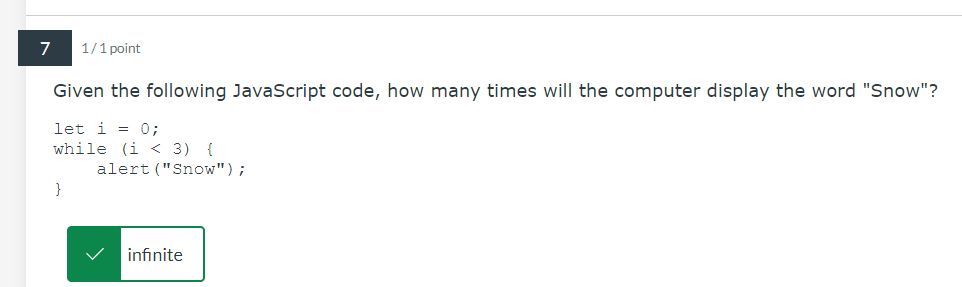 7 1/1 point
Given the following JavaScript code, how many times will the computer display the word "Snow"?
let i = 0;
while (i < 3) {
    alert("Snow");
}
infinite